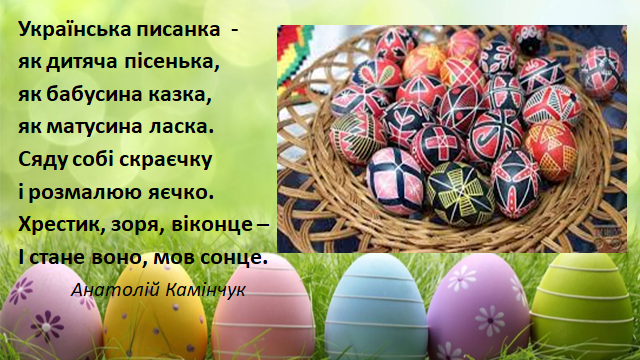 Українська писанка -
як дитяча пісенька,
як бабусина казка,
як матусина ласка.
Сяду собі скраєчку
і розмалюю яєчко.
Хрестик, зоря, віконце –
І стане воно, мов сонце.
Анатолій Камінчук